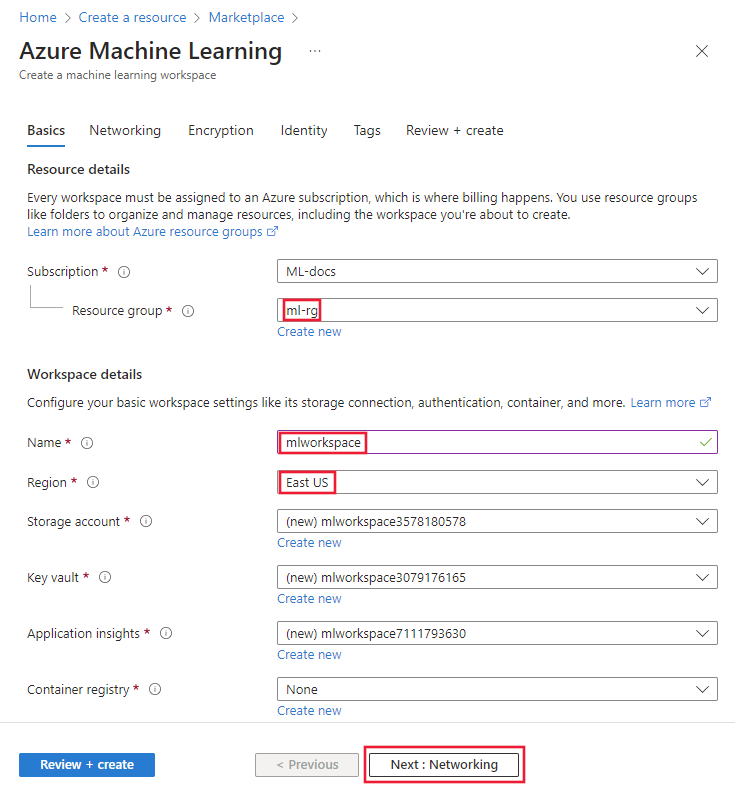 Home > Create a resource > Marketplace >
Azure Machine Learning ...
Create a machine learning workspace
Basics Networking Encryption Identity Tags Review + create
Resource details
Every workspace must be assigned to an Azure subscription, which is where billing happens. You use resource groups
like folders to organize and manage resources, including the workspace you're about to create.
Learn more about Azure resource groups
Subscription * ML-docs
Resource group * ml-rg
Create new
Workspace details
Configure your basic workspace settings like its storage connection, authentication, container, and more. Learn more
Name * mlworkspace
Region * East US
Storage account * (new) mlworkspace3578180578
Create new
Key vault * (new) mlworkspace3079176165
Create new
Application insights * (new) mlworkspace7111793630
Create new
Container registry * None
Create new
Review + create < Previous Next : Networking